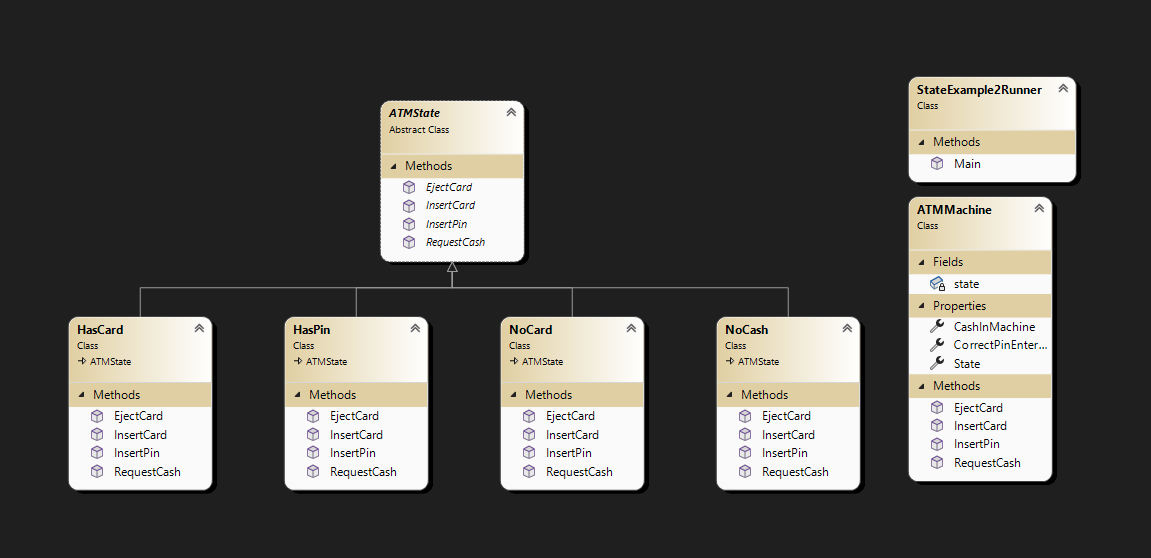 ATMState
Abstract Class
Methods
EjectCard
InsertCard
InsertPin
RequestCash
StateExample2Runner
Class
Methods
Main
ATMMachine
Class
Fields
state
Properties
CashInMachine
CorrectPinEnter...
State
Methods
EjectCard
InsertCard
InsertPin
RequestCash
HasCard
Class
ATMState
Methods
EjectCard
InsertCard
InsertPin
RequestCash
HasPin
Class
ATMState
Methods
EjectCard
InsertCard
InsertPin
RequestCash
NoCard
Class
ATMState
Methods
EjectCard
InsertCard
InsertPin
RequestCash
NoCash
Class
ATMState
Methods
EjectCard
InsertCard
InsertPin
RequestCash